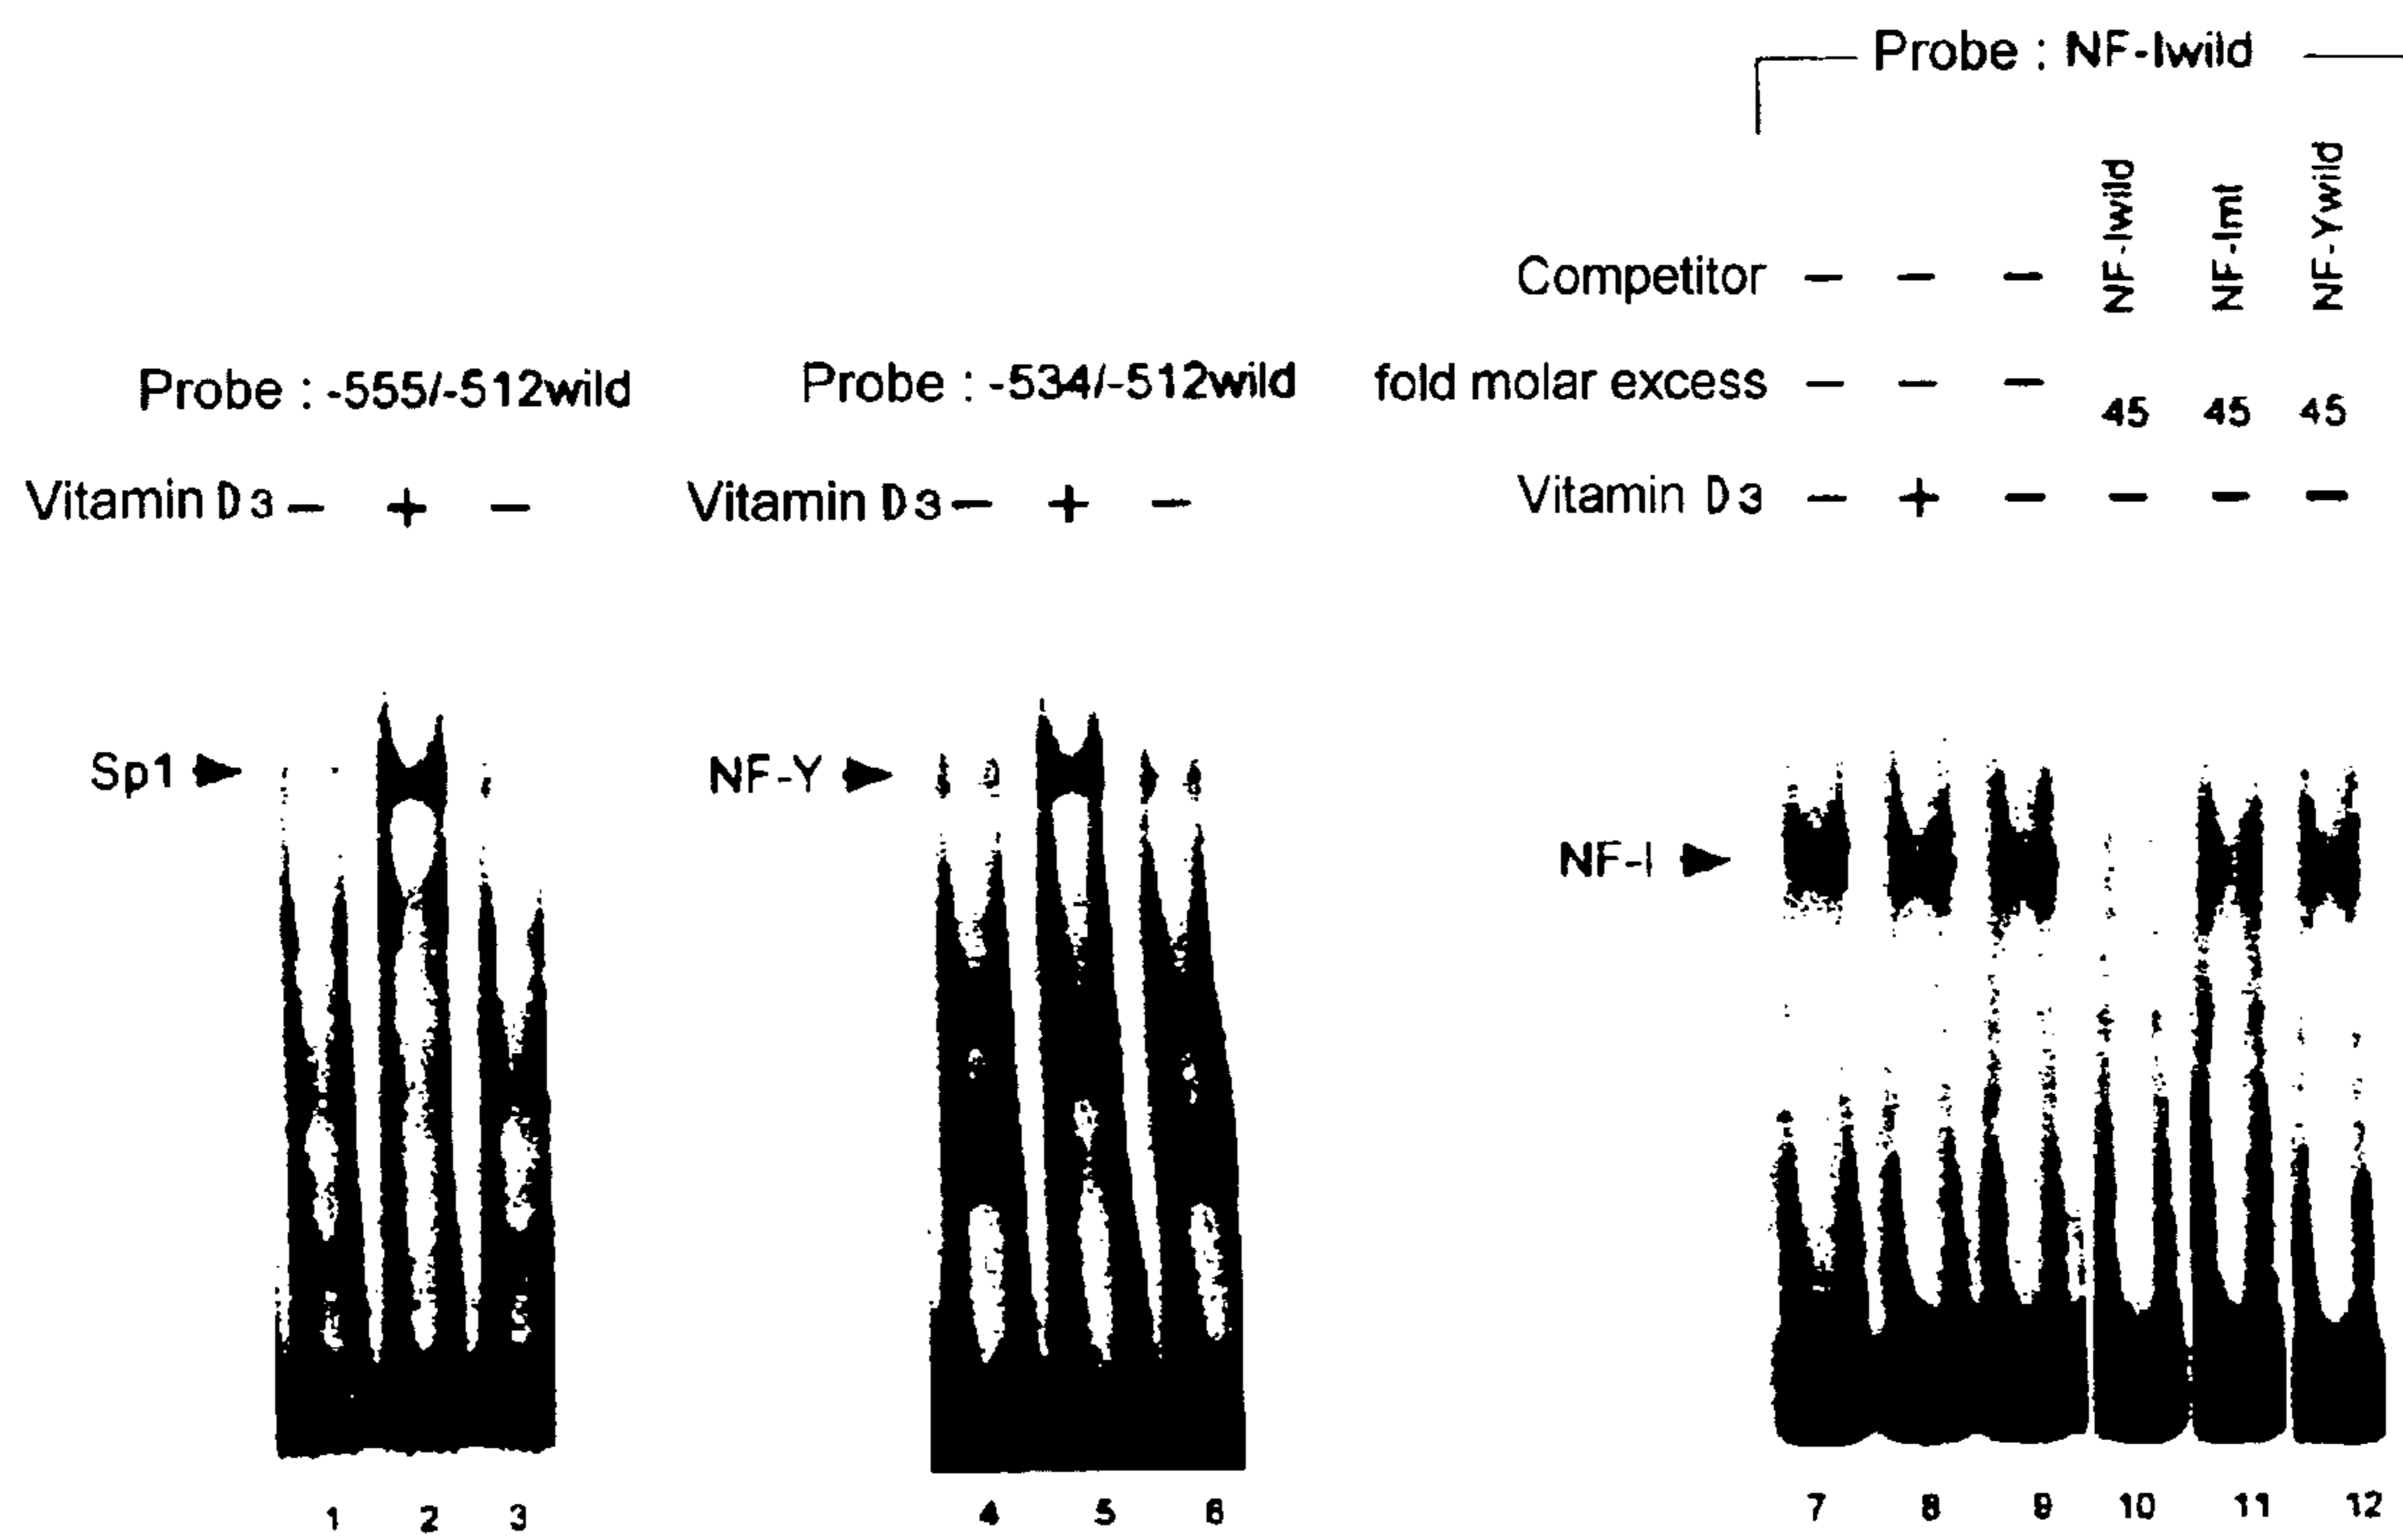 Probe : NF-Iwild
NF-Iwild
NF-Imt
NF-Ywild
Competitor – – –
Probe : -555/-512wild
Probe : -534/-512wild
fold molar excess – – – 45 45 45
Vitamin D3 – + –
Vitamin D3 – + –
Vitamin D3 – + – – – –
Sp1
NF-Y
NF-I
1 2 3
4 5 6
7 8 9 10 11 12